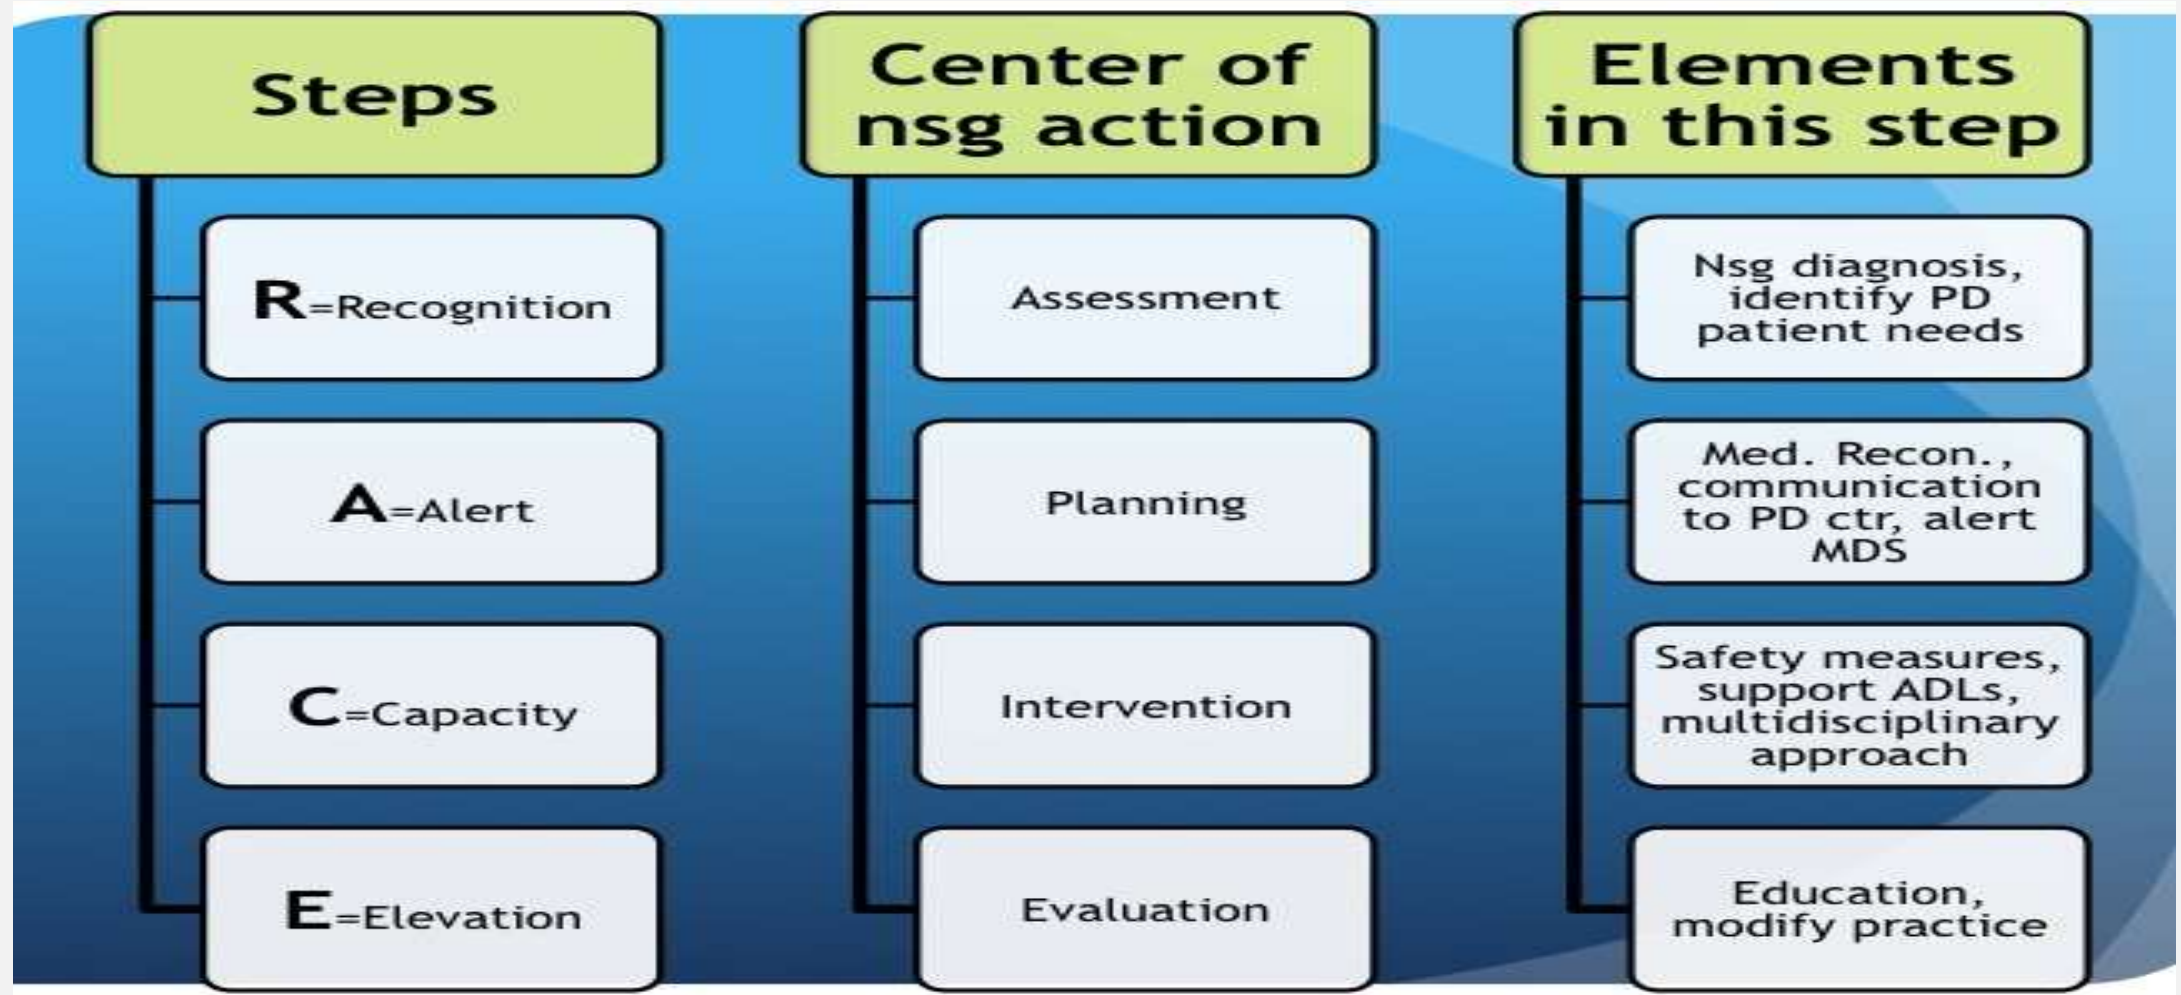 Steps
R=Recognition
A=Alert
C=Capacity
E=Elevation
Center of
nsg action
Assessment
Planning
Intervention
Evaluation
Elements
in this step
Nsg diagnosis,
identify PD
patient needs
Med. Recon.,
communication
to PD ctr, alert
MDS
Safety measures,
support ADLs,
multidisciplinary
approach
Education,
modify practice